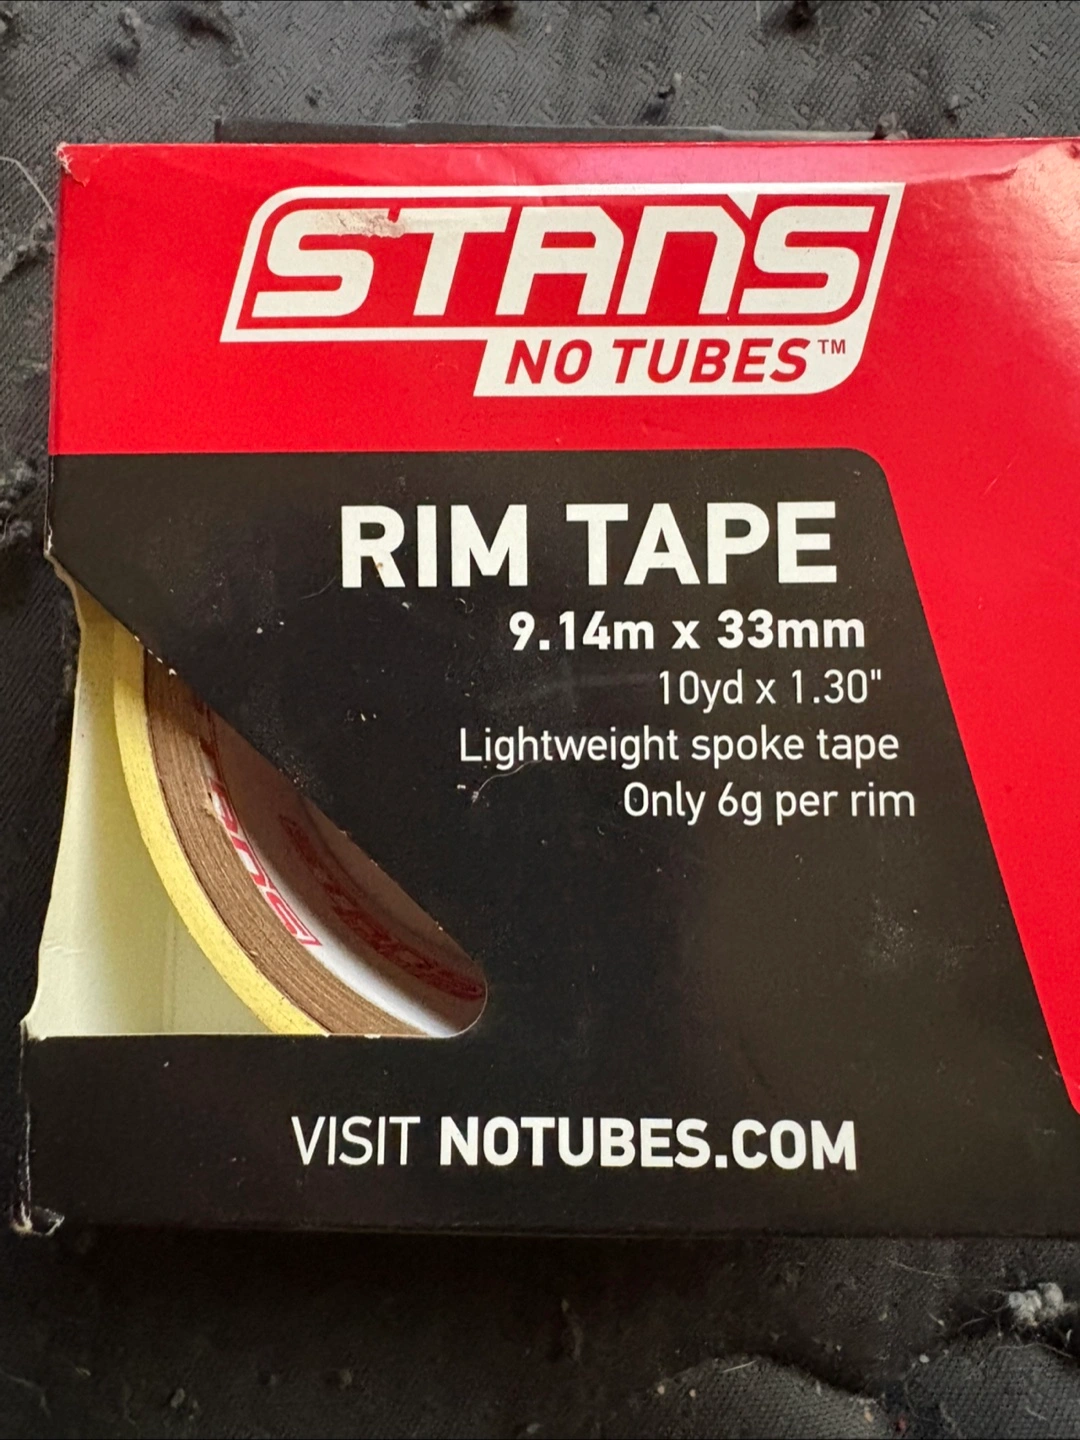 STAN'S
NO TUBES™
RIM TAPE
9.14m x 33mm
10yd x 1.30"
Lightweight spoke tape
Only 6g per rim
VISIT NOTUBES.COM